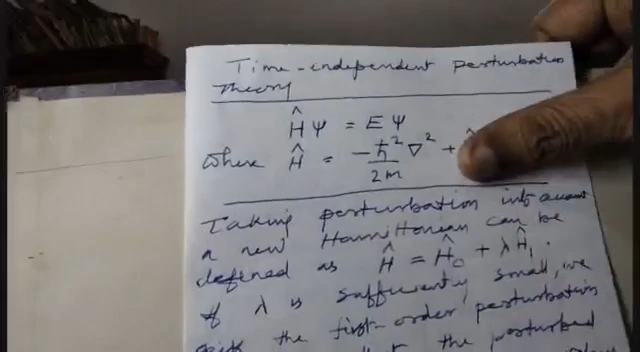 Time-independent perturbation
Theory
Ĥ Ψ = E Ψ
where Ĥ = -ħ²/2m ∇² +
Taking perturbation into account
a new Hamiltonian can be
defined as Ĥ = Ĥ₀ + λĤ₁.
If λ is sufficiently small, we
the first-order perturbation
the perturbed